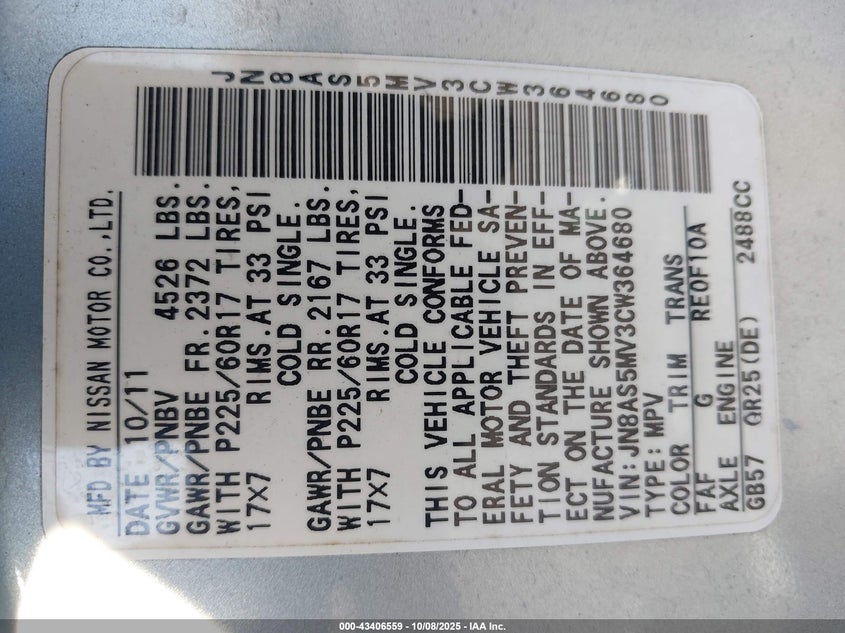 JN8AS5MV3CW364680
MFD BY NISSAN MOTOR CO.,LTD.
DATE 10/11
GVWR/PNBV 4526 LBS.
GAWR/PNBE FR. 2372 LBS.
WITH P225/60R17 TIRES,
17X7 RIMS.AT 33 PSI
COLD SINGLE.
GAWR/PNBE RR. 2167 LBS.
WITH P225/60R17 TIRES,
17X7 RIMS.AT 33 PSI
COLD SINGLE.
THIS VEHICLE CONFORMS
TO ALL APPLICABLE FED-
ERAL MOTOR VEHICLE SA-
FETY AND THEFT PREVEN-
TION STANDARDS IN EFF-
ECT ON THE DATE OF MA-
NUFACTURE SHOWN ABOVE.
VIN:JN8AS5MV3CW364680
TYPE:MPV
COLOR TRIM TRANS
FAF G RE0F10A
AXLE ENGINE
GB57 QR25(DE) 2488CC
000-43406559 - 10/08/2025 - IAA Inc.